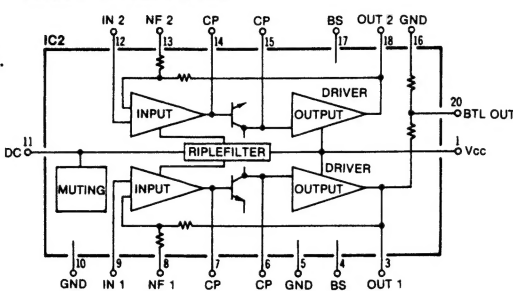 IN 2 NF 2 CP CP BS OUT 2 GND
IC2 12 13 14 15 17 18 16
DRIVER
INPUT OUTPUT
20 BTL OUT
DC 11 RIPLEFILTER 1 Vcc
DRIVER
MUTING INPUT OUTPUT
10 9 8 7 6 5 4 3
GND IN 1 NF 1 CP CP GND BS OUT 1